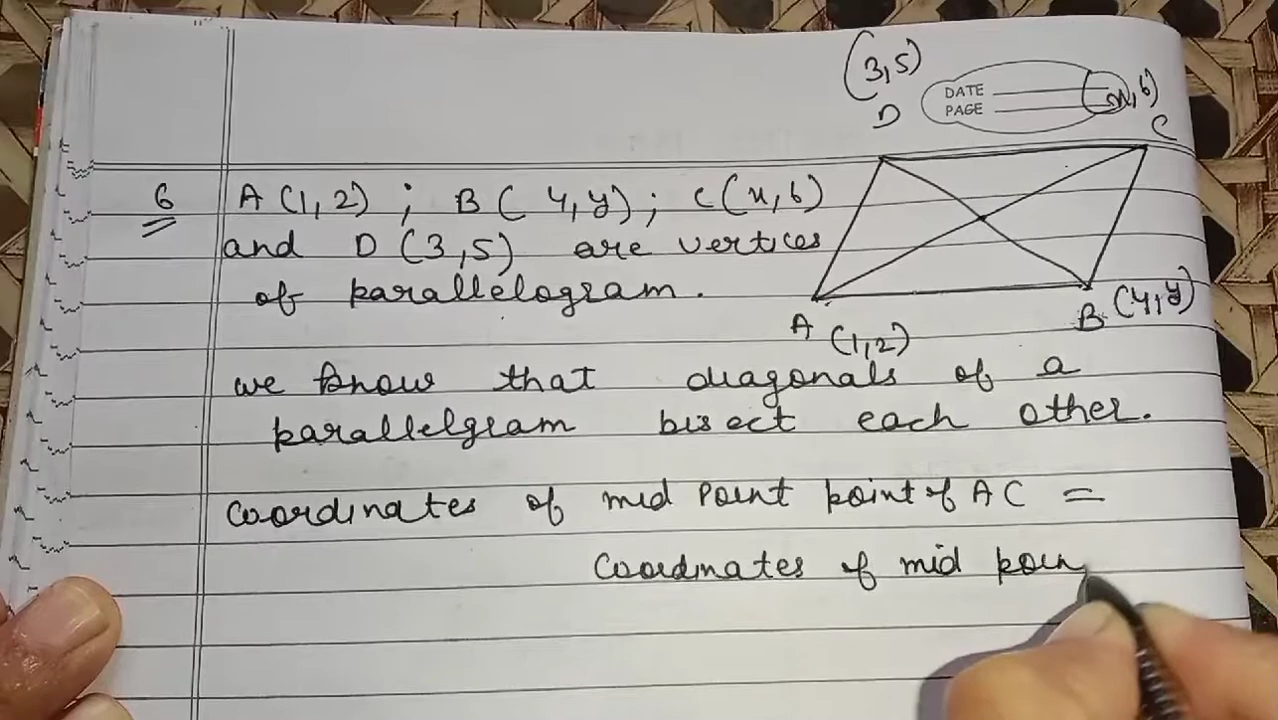 (3,5)
D
DATE
PAGE
(x,6)
C
6 A (1,2) ; B ( 4,y) ; C (x,6)
and D (3,5) are vertices
of parallelogram.
A (1,2)
B (4,y)
we know that diagonals of a
parallelgram bisect each other.
Coordinates of mid point point of AC =
Coordinates of mid poin